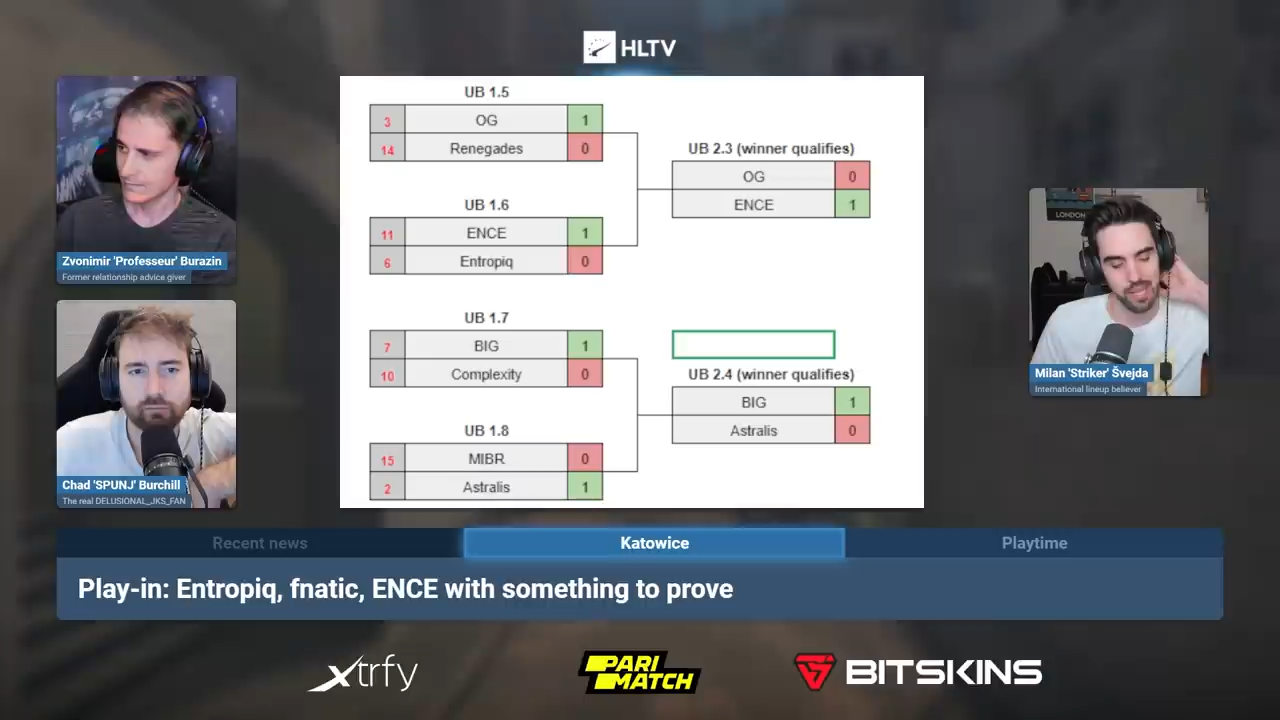 HLTV
Zvonimir 'Professeur' Burazin
Former relationship advice giver
Chad 'SPUNJ' Burchill
The real DELUSIONAL_JKS_FAN
UB 1.5
3 OG 1
14 Renegades 0
UB 1.6
11 ENCE 1
6 Entropiq 0
UB 1.7
7 BIG 1
10 Complexity 0
UB 1.8
15 MIBR 0
2 Astralis 1
UB 2.3 (winner qualifies)
OG 0
ENCE 1
UB 2.4 (winner qualifies)
BIG 1
Astralis 0
LONDON
Milan 'Striker' Švejda
International lineup believer
Recent news
Katowice
Playtime
Play-in: Entropiq, fnatic, ENCE with something to prove
xtrfy
PARI
MATCH
BITSKINS